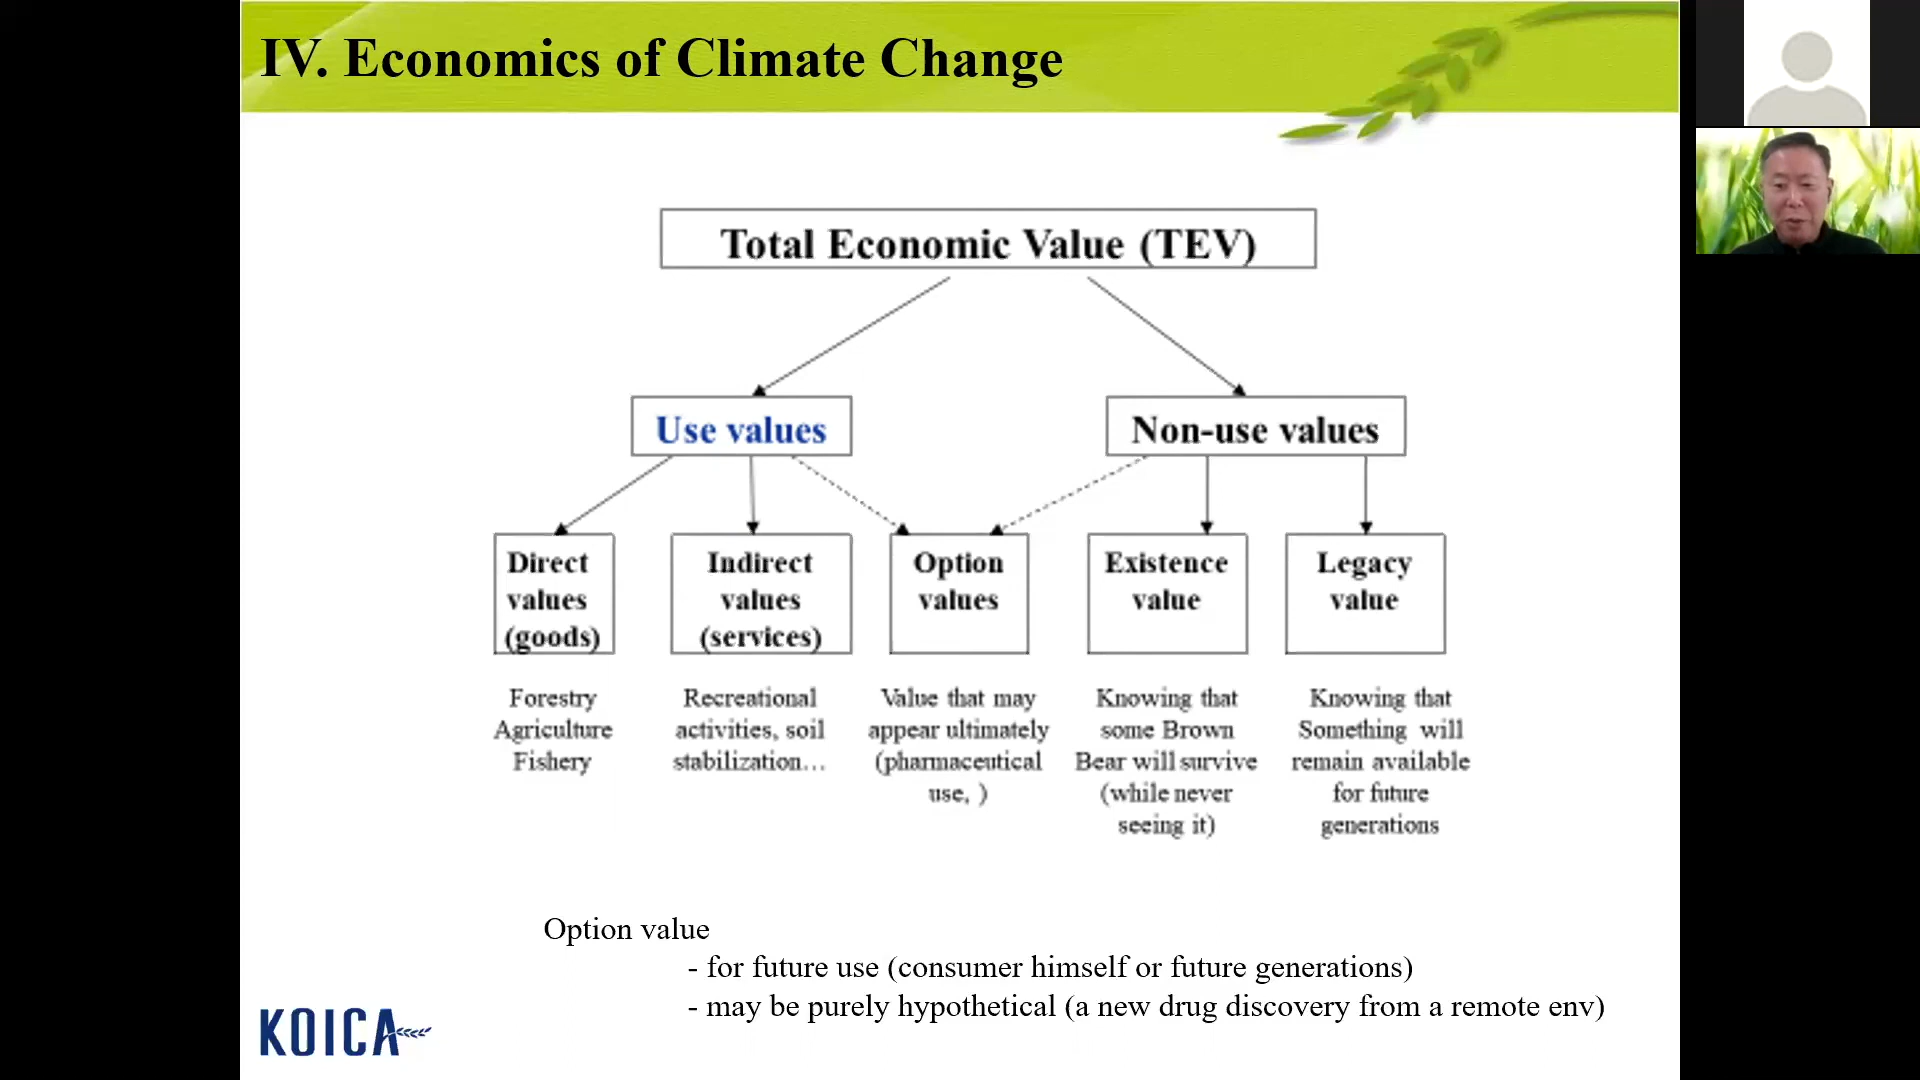 IV. Economics of Climate Change
Total Economic Value (TEV)
Use values
Non-use values
Direct
values
(goods)
Indirect
values
(services)
Option
values
Existence
value
Legacy
value
Forestry
Agriculture
Fishery
Recreational
activities, soil
stabilization…
Value that may
appear ultimately
(pharmaceutical
use, )
Knowing that
some Brown
Bear will survive
(while never
seeing it)
Knowing that
Something will
remain available
for future
generations
Option value
- for future use (consumer himself or future generations)
- may be purely hypothetical (a new drug discovery from a remote env)
KOICA